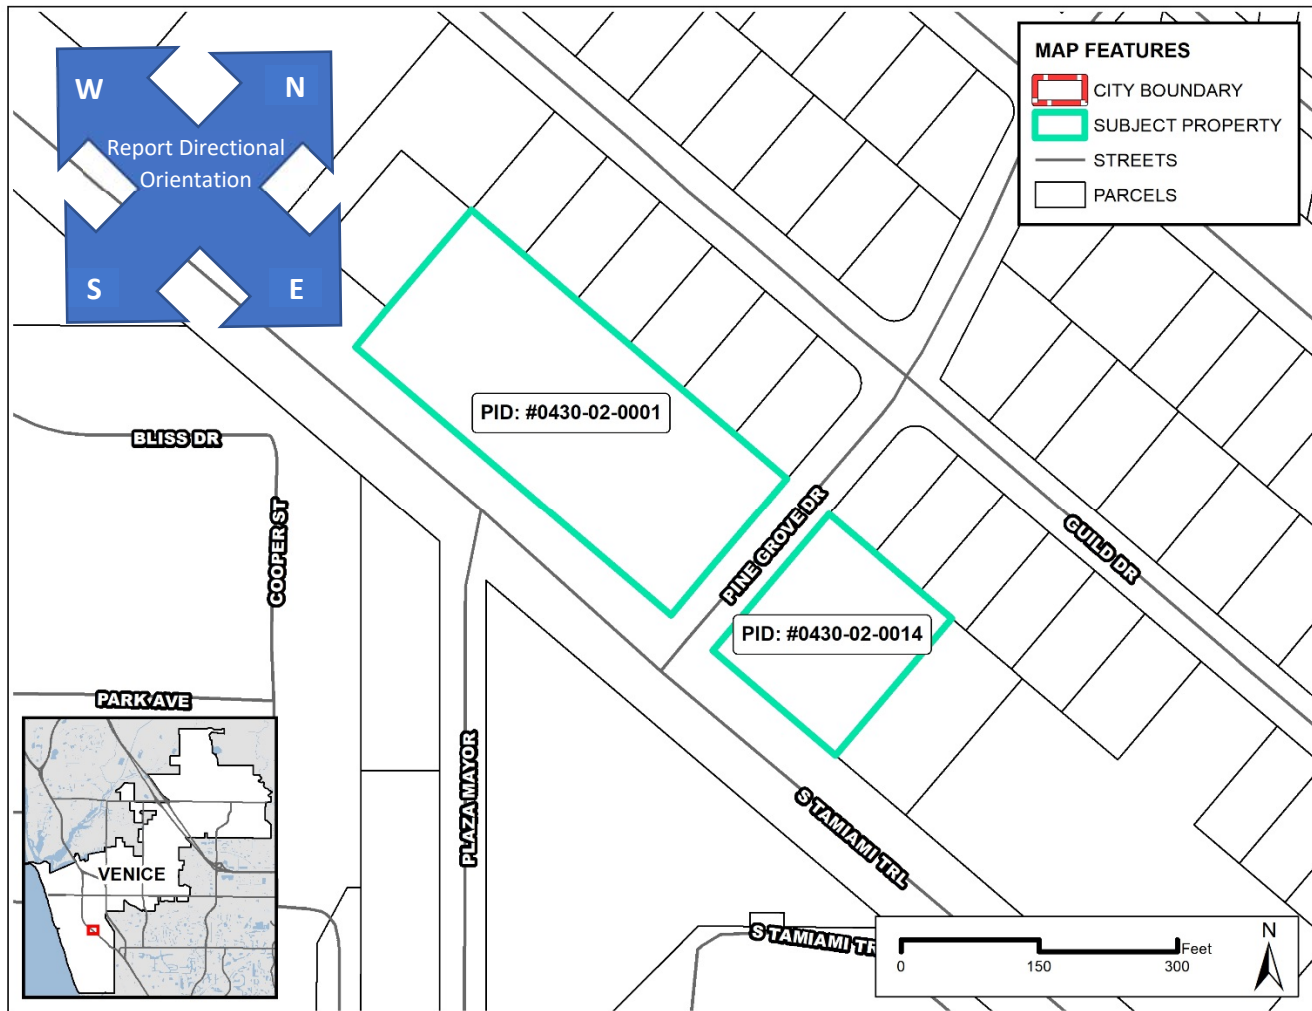 W
N
Report Directional
Orientation
S
E
MAP FEATURES
CITY BOUNDARY
SUBJECT PROPERTY
STREETS
PARCELS
PID: #0430-02-0001
BLISS DR
COOPER ST
PINE GROVE DR
GUILD DR
PID: #0430-02-0014
PARK AVE
PLAZA MAYOR
S TAMIAMI TRL
VENICE
S TAMIAMI TR
N
Feet
0
150
300